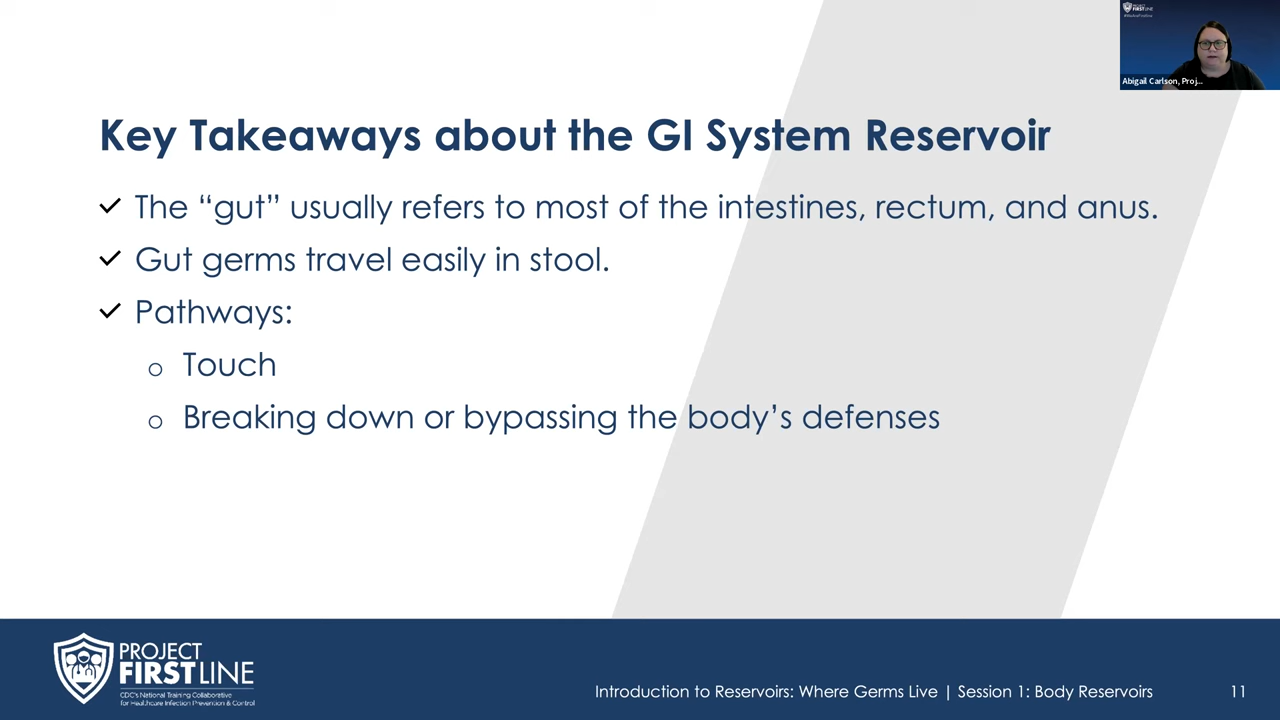 PROJECT
FIRSTLINE
Abigail Carlson, Proj...
Key Takeaways about the GI System Reservoir
✓ The “gut” usually refers to most of the intestines, rectum, and anus.
✓ Gut germs travel easily in stool.
✓ Pathways:
o Touch
o Breaking down or bypassing the body’s defenses
PROJECT
FIRSTLINE
CDC's National Training Collaborative
for Healthcare Infection Prevention & Control
Introduction to Reservoirs: Where Germs Live | Session 1: Body Reservoirs
11